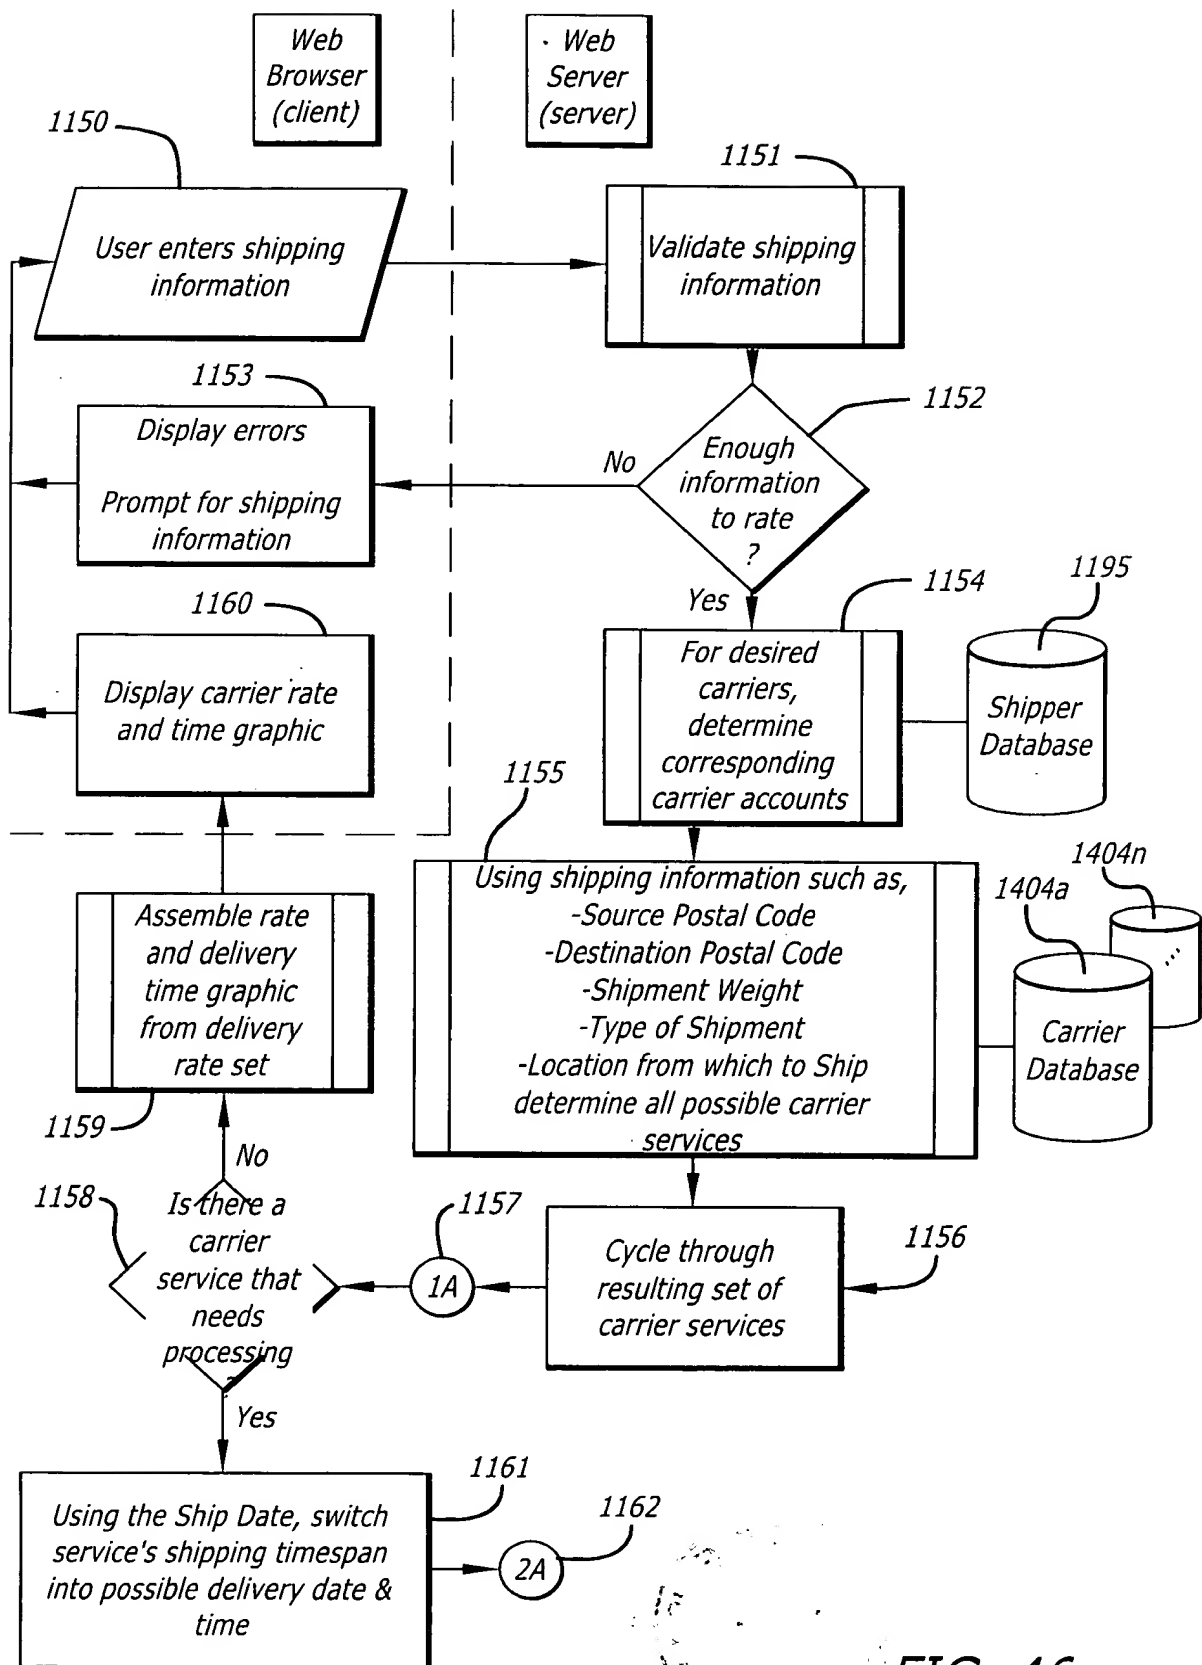 Web
Browser
(client)
Web
Server
(server)
1150
1151
User enters shipping
information
Validate shipping
information
1153
1152
Display errors
Prompt for shipping
information
No
Enough
information
to rate
?
Yes
1154
1195
1160
Display carrier rate
and time graphic
For desired
carriers,
determine
corresponding
carrier accounts
Shipper
Database
1155
1404n
1404a
Using shipping information such as,
-Source Postal Code
-Destination Postal Code
-Shipment Weight
-Type of Shipment
-Location from which to Ship
determine all possible carrier
services
Carrier
Database
...
Assemble rate
and delivery
time graphic
from delivery
rate set
1159
No
1158
Is there a
carrier
service that
needs
processing
?
1157
1A
Cycle through
resulting set of
carrier services
1156
Yes
1161
Using the Ship Date, switch
service's shipping timespan
into possible delivery date &
time
1162
2A
FIG. 46